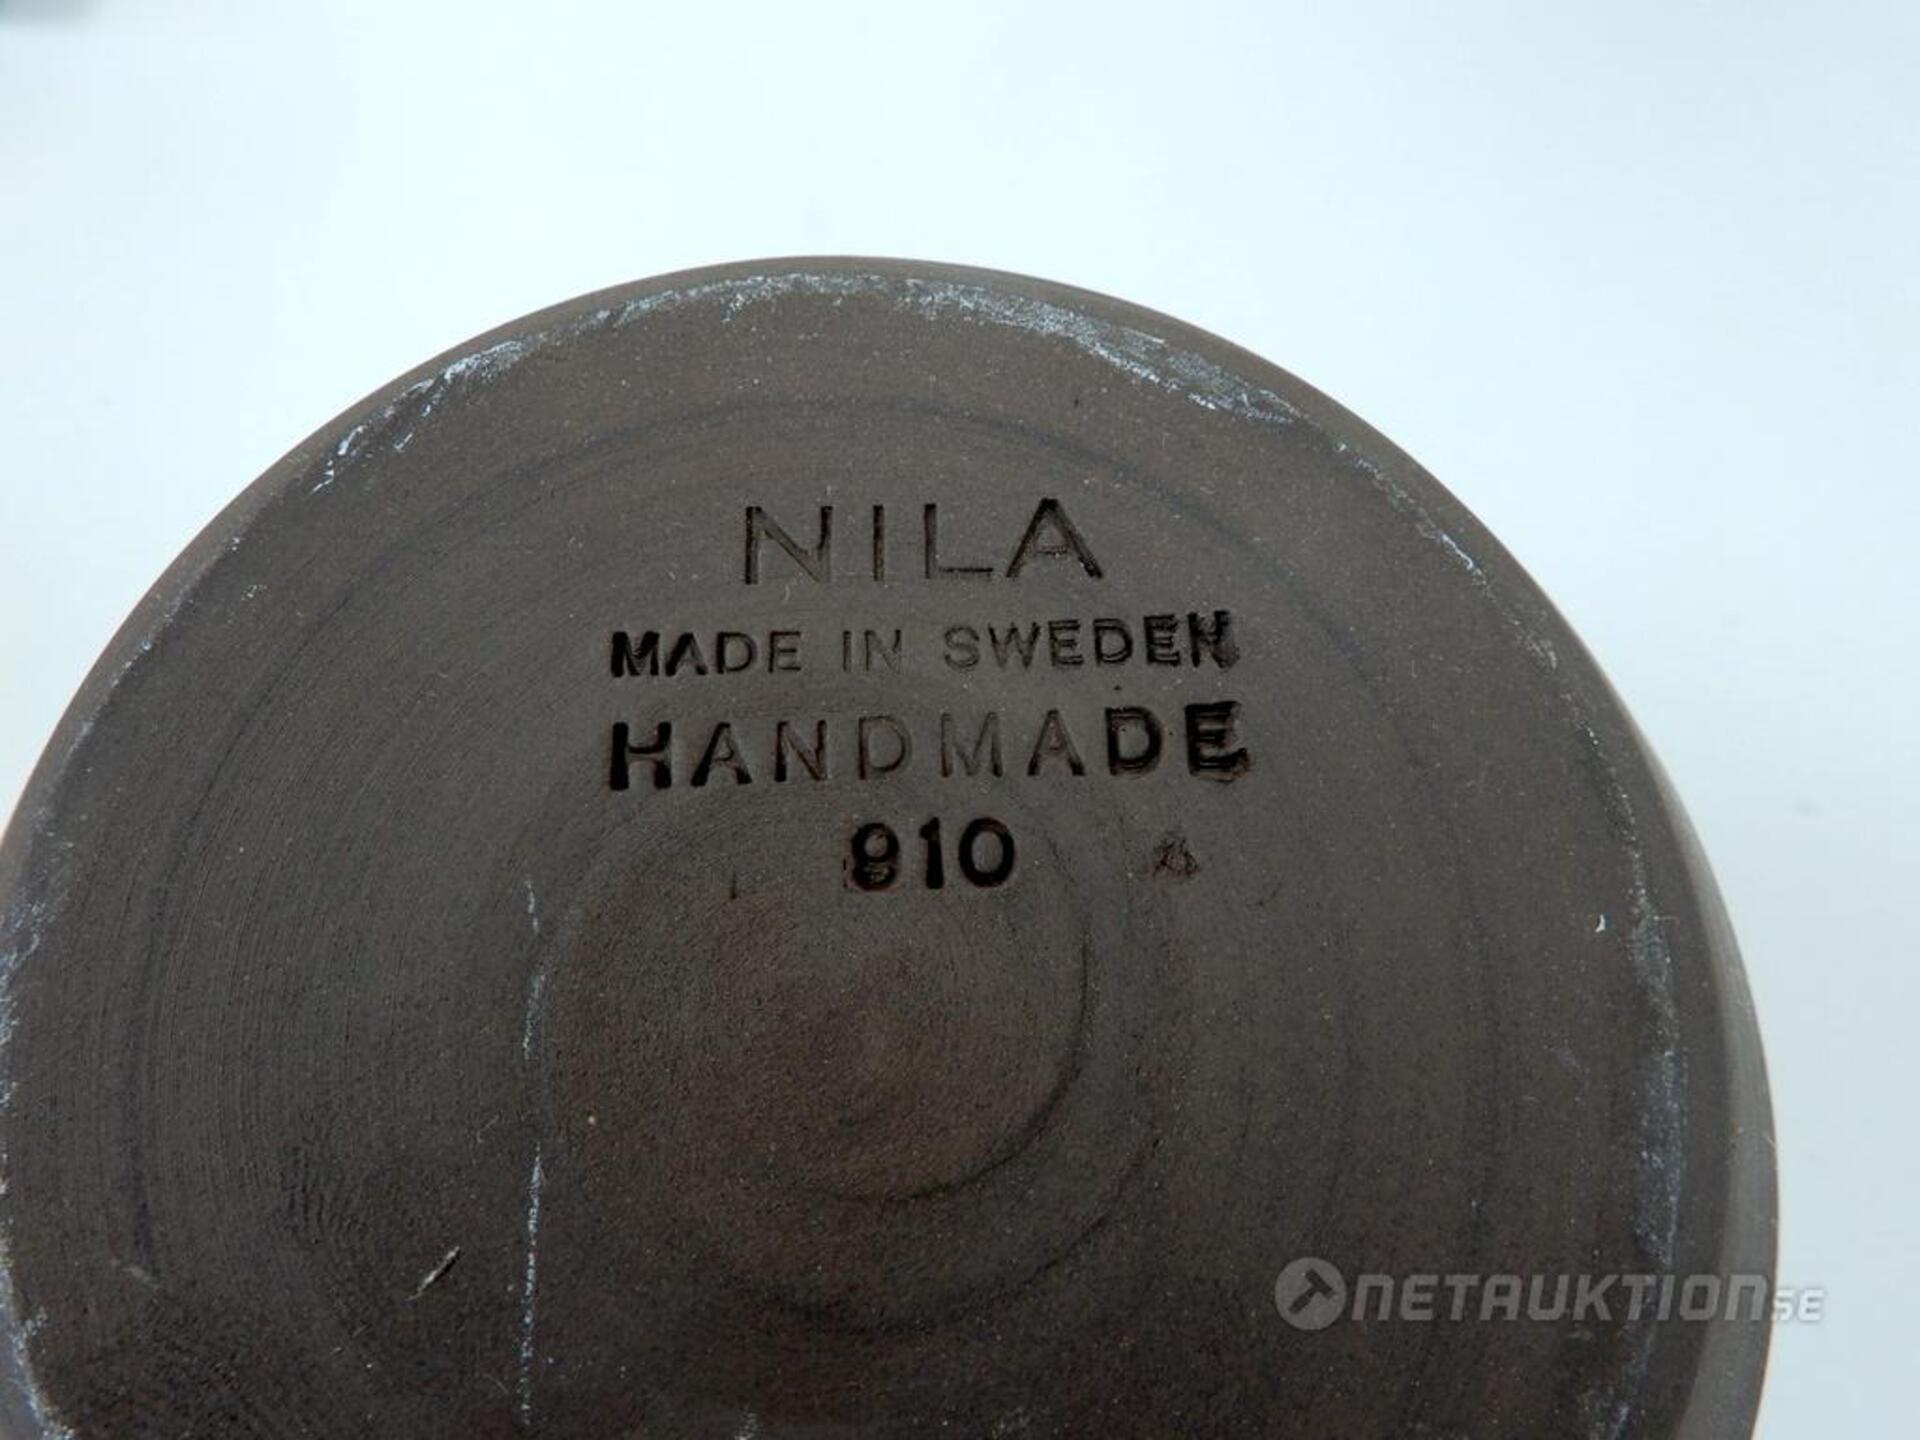 NILA
MADE IN SWEDEN
HANDMADE
910
NETAUKTION.SE